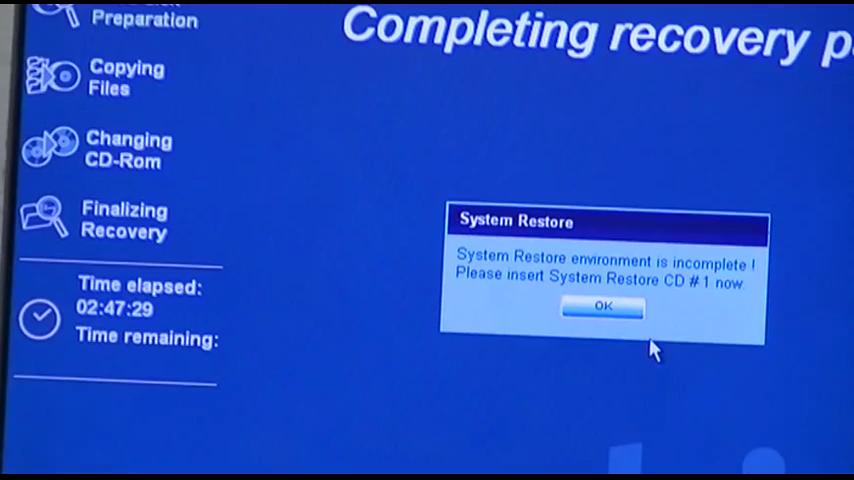 Preparation
Completing recovery p
Copying
Files
Changing
CD-Rom
Finalizing
Recovery
Time elapsed:
02:47:29
Time remaining:
System Restore
System Restore environment is incomplete !
Please insert System Restore CD # 1 now.
OK